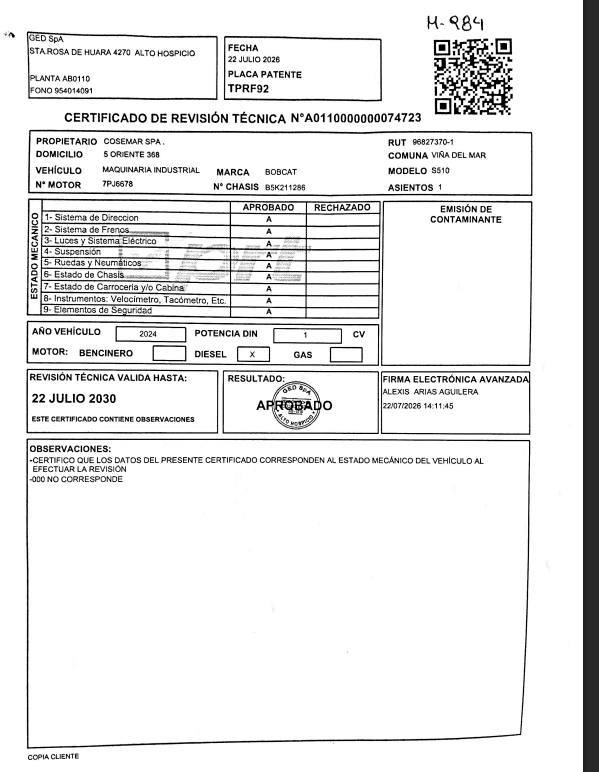 M-984
GED SpA
STA.ROSA DE HUARA 4270 ALTO HOSPICIO
PLANTA AB0110
FONO 954014091
FECHA
22 JULIO 2026
PLACA PATENTE
TPRF92
CERTIFICADO DE REVISIÓN TÉCNICA N°A0110000000074723
PROPIETARIO COSEMAR SPA .
RUT 96827370-1
DOMICILIO 5 ORIENTE 368
COMUNA VIÑA DEL MAR
VEHÍCULO MAQUINARIA INDUSTRIAL MARCA BOBCAT MODELO S510
N° MOTOR 7PJ6678 N° CHASIS B5K211286 ASIENTOS 1
ESTADO MECANICO
APROBADO RECHAZADO
1- Sistema de Direccion A
2- Sistema de Frenos A
3- Luces y Sistema Eléctrico A
4- Suspensión A
5- Ruedas y Neumáticos A
6- Estado de Chasis A
7- Estado de Carrocería y/o Cabina A
8- Instrumentos: Velocímetro, Tacómetro, Etc. A
9- Elementos de Seguridad A
EMISIÓN DE
CONTAMINANTE
AÑO VEHÍCULO 2024 POTENCIA DIN 1 CV
MOTOR: BENCINERO DIESEL X GAS
REVISIÓN TÉCNICA VALIDA HASTA:
22 JULIO 2030
ESTE CERTIFICADO CONTIENE OBSERVACIONES
RESULTADO:
APROBADO
GED SpA
ALTO HOSPICIO
FIRMA ELECTRÓNICA AVANZADA
ALEXIS ARIAS AGUILERA
22/07/2026 14:11:45
OBSERVACIONES:
-CERTIFICO QUE LOS DATOS DEL PRESENTE CERTIFICADO CORRESPONDEN AL ESTADO MECÁNICO DEL VEHÍCULO AL
EFECTUAR LA REVISIÓN
-000 NO CORRESPONDE
COPIA CLIENTE